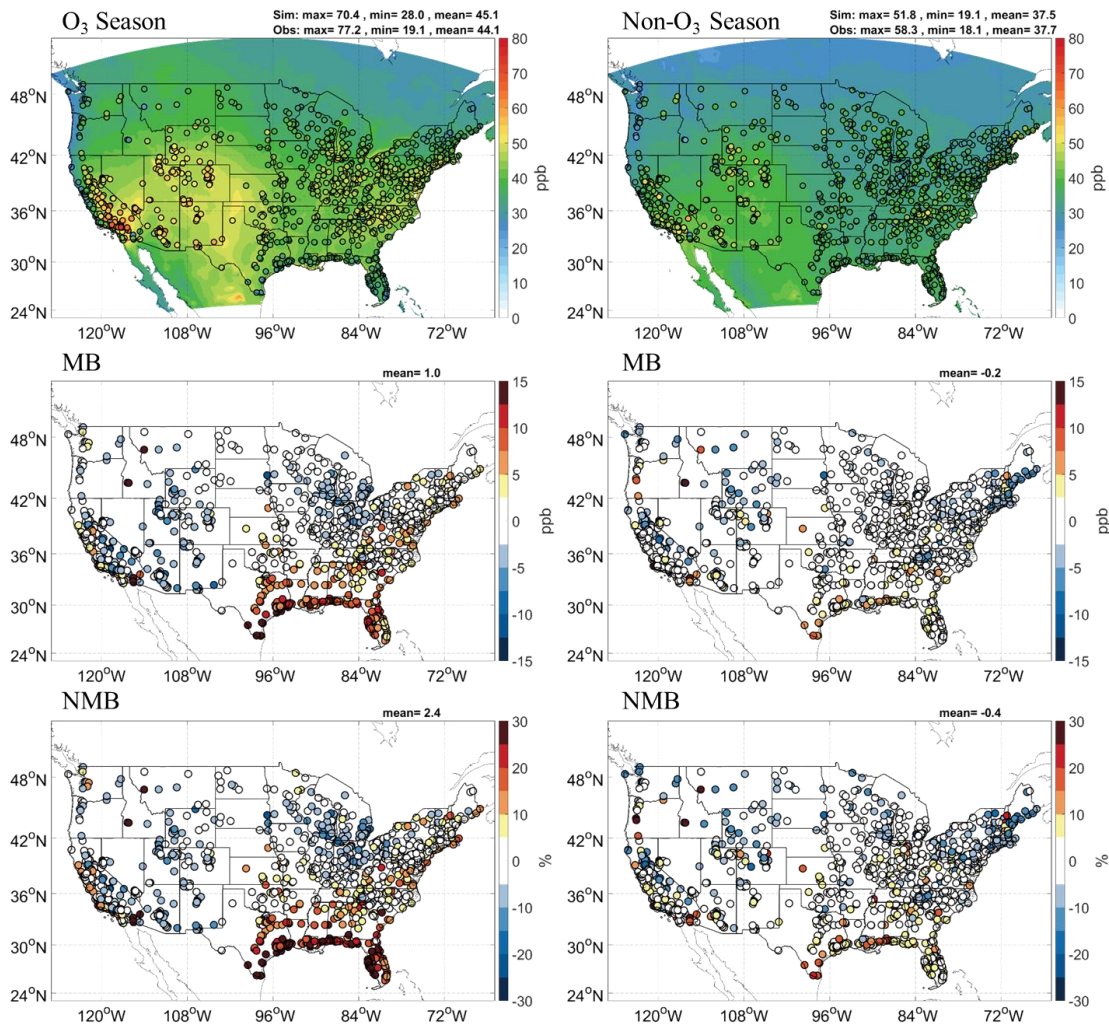 O3 Season
Sim: max= 70.4 , min= 28.0 , mean= 45.1
Obs: max= 77.2 , min= 19.1 , mean= 44.1
48°N
42°N
36°N
30°N
24°N
120°W 108°W 96°W 84°W 72°W
80
70
60
50
40
30
20
10
0
ppb
Non-O3 Season
Sim: max= 51.8 , min= 19.1 , mean= 37.5
Obs: max= 58.3 , min= 18.1 , mean= 37.7
48°N
42°N
36°N
30°N
24°N
120°W 108°W 96°W 84°W 72°W
80
70
60
50
40
30
20
10
0
ppb
MB
mean= 1.0
48°N
42°N
36°N
30°N
24°N
120°W 108°W 96°W 84°W 72°W
15
10
5
0
-5
-10
-15
ppb
MB
mean= -0.2
48°N
42°N
36°N
30°N
24°N
120°W 108°W 96°W 84°W 72°W
15
10
5
0
-5
-10
-15
ppb
NMB
mean= 2.4
48°N
42°N
36°N
30°N
24°N
120°W 108°W 96°W 84°W 72°W
30
20
10
0
-10
-20
-30
%
NMB
mean= -0.4
48°N
42°N
36°N
30°N
24°N
120°W 108°W 96°W 84°W 72°W
30
20
10
0
-10
-20
-30
%